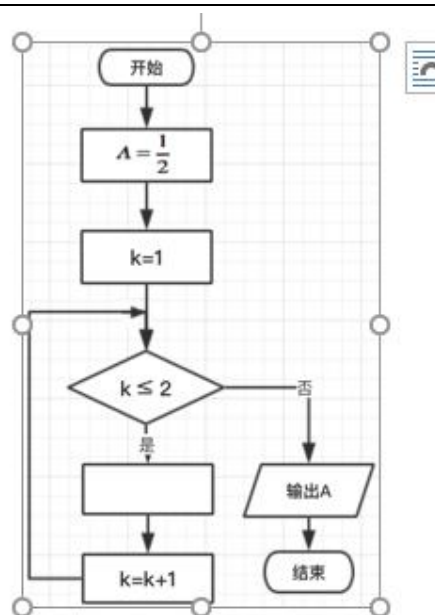 开始
A = 1/2
k=1
k ≤ 2
否
是
输出A
k=k+1
结束